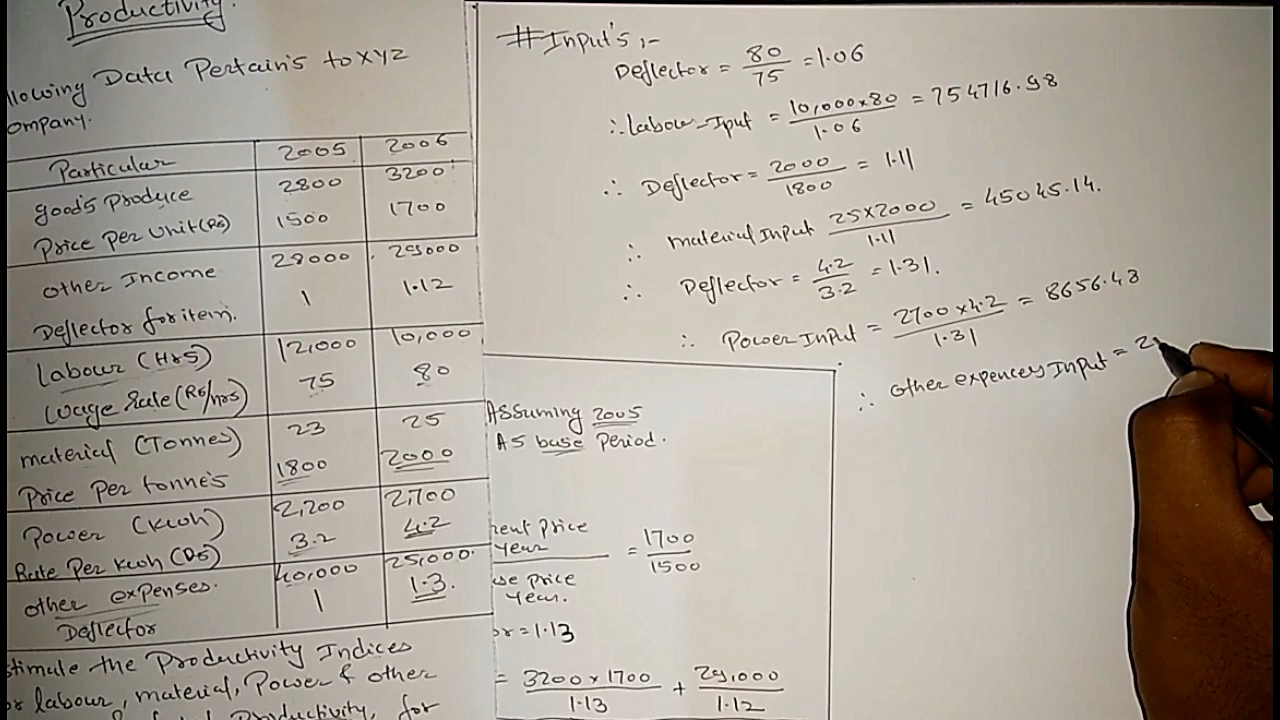 Productivity.
llowing Data Pertain's to XYZ
ompany.
Particular 2005 2006
good's Produce 2800 3200
Price Per Unit (Rs) 1500 1700
Other Income 28000 29000
Deflector for item. 1 1.12
Labour (Hrs) 12,000 10,000
Wage Rate (Rs/hrs) 75 80
material (Tonnes) 23 25
Price Per tonne's 1800 2000
Power (Kwh) 2,200 2,700
Rate Per Kwh (Rs) 3.2 4.2
Other expenses. 40,000 25,000
Deflector 1 1.3.
stimate the Productivity Indices
or labour, material, Power & other
Productivity, for
#Input's :-
Deflector = 80/75 = 1.06
∴ Labour Iput = 10,000×80/1.06 = 754716.98
∴ Deflector = 2000/1800 = 1.11
∴ material Input 25×2000/1.11 = 45045.14.
∴ Deflector = 4.2/3.2 = 1.31.
∴ Power Input = 2700×4.2/1.31 = 8656.48
∴ Other expences Input = 2
Assuming 2005
As base Period.
rent Price
year
= 1700/1500
se price
year.
or = 1.13
= 3200×1700/1.13 + 29,000/1.12